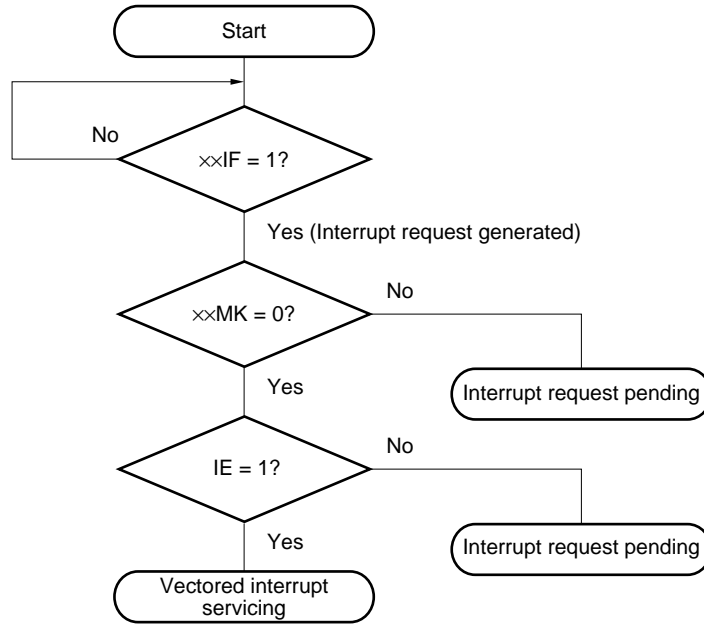 Start
No
××IF = 1?
Yes (Interrupt request generated)
××MK = 0?
No
Interrupt request pending
Yes
IE = 1?
No
Interrupt request pending
Yes
Vectored interrupt
servicing